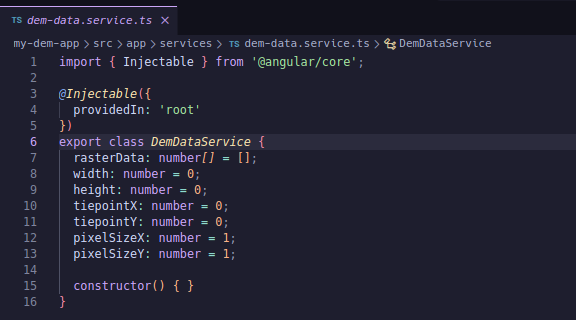 TS dem-data.service.ts ×
my-dem-app > src > app > services > TS dem-data.service.ts > DemDataService
1 import { Injectable } from '@angular/core';
2
3 @Injectable({
4   providedIn: 'root'
5 })
6 export class DemDataService {
7   rasterData: number[] = [];
8   width: number = 0;
9   height: number = 0;
10   tiepointX: number = 0;
11   tiepointY: number = 0;
12   pixelSizeX: number = 1;
13   pixelSizeY: number = 1;
14
15   constructor() { }
16 }